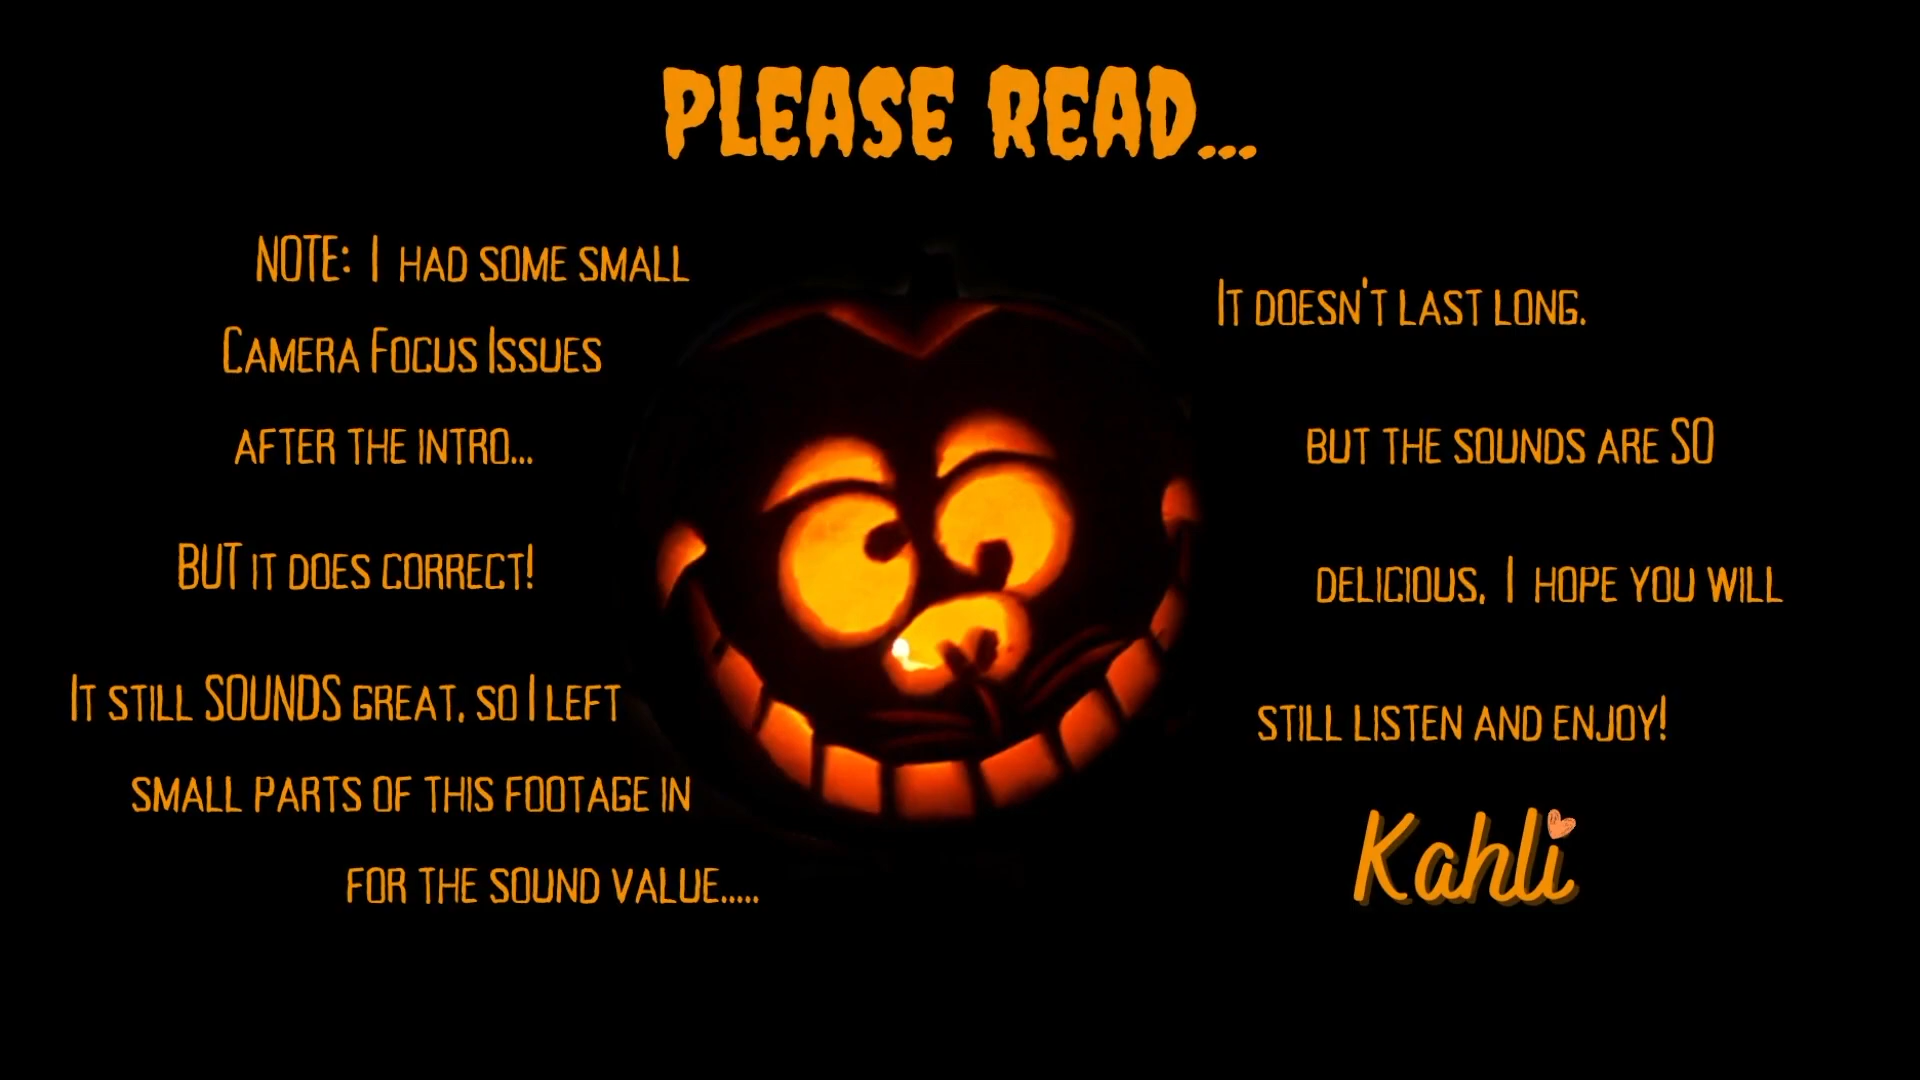 PLEASE READ...
NOTE: I HAD SOME SMALL
CAMERA FOCUS ISSUES
AFTER THE INTRO...
BUT IT DOES CORRECT!
IT STILL SOUNDS GREAT, SO I LEFT
SMALL PARTS OF THIS FOOTAGE IN
FOR THE SOUND VALUE.....
IT DOESN'T LAST LONG.
BUT THE SOUNDS ARE SO
DELICIOUS, I HOPE YOU WILL
STILL LISTEN AND ENJOY!
Kahli